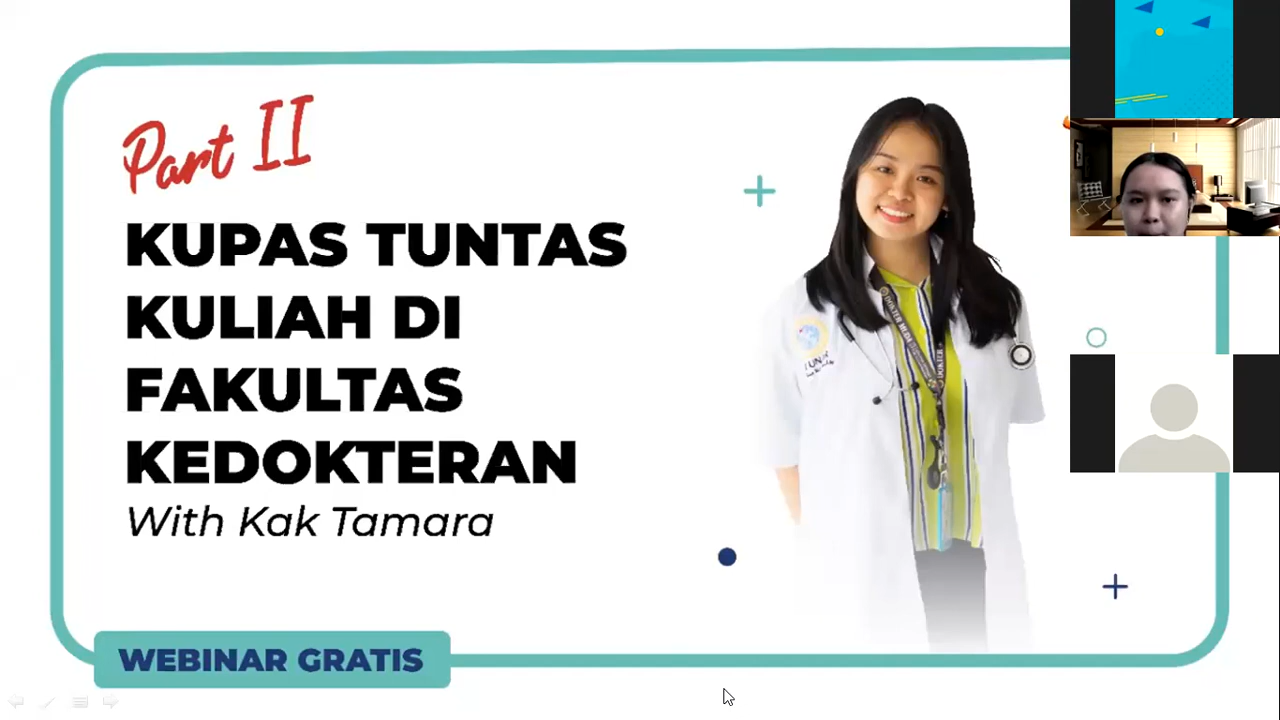 Part II
KUPAS TUNTAS
KULIAH DI
FAKULTAS
KEDOKTERAN
With Kak Tamara
WEBINAR GRATIS